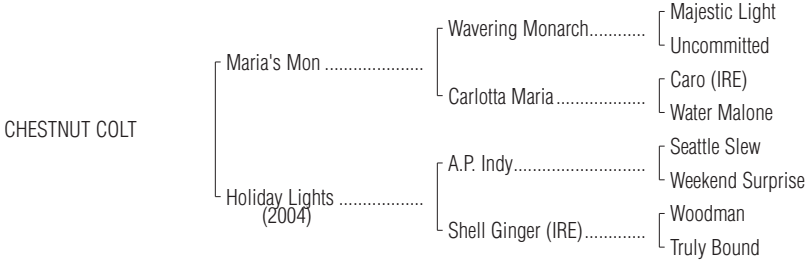 Majestic Light
Wavering Monarch............
Uncommitted
Maria's Mon .....................
Caro (IRE)
Carlotta Maria...................
Water Malone
CHESTNUT COLT
Seattle Slew
A.P. Indy............................
Weekend Surprise
Holiday Lights ..................
(2004)
Woodman
Shell Ginger (IRE).............
Truly Bound